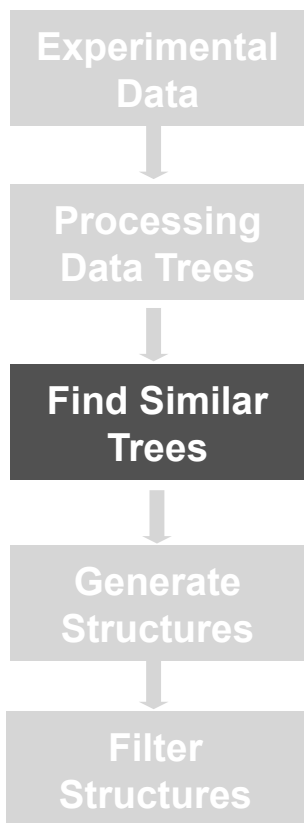 Experimental
Data
Processing
Data Trees
Find Similar
Trees
Generate
Structures
Filter
Structures